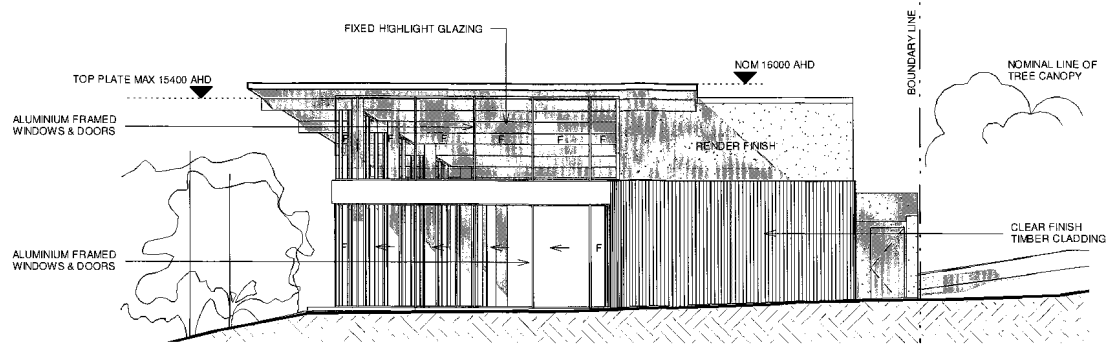 FIXED HIGHLIGHT GLAZING
BOUNDARY LINE
TOP PLATE MAX 15400 AHD
NOM 16000 AHD
NOMINAL LINE OF
TREE CANOPY
ALUMINIUM FRAMED
WINDOWS & DOORS
F F F F F F
RENDER FINISH
CLEAR FINISH
TIMBER CLADDING
ALUMINIUM FRAMED
WINDOWS & DOORS
F F